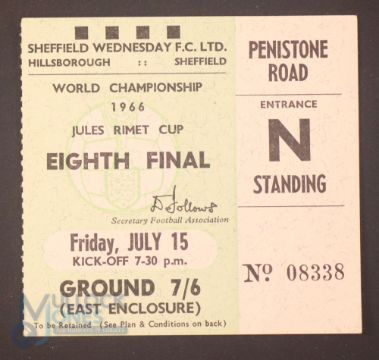 SHEFFIELD WEDNESDAY F.C. LTD.
HILLSBOROUGH :: SHEFFIELD
WORLD CHAMPIONSHIP
1966
JULES RIMET CUP
EIGHTH FINAL
D Follows
Secretary Football Association
Friday, JULY 15
KICK-OFF 7-30 p.m.
GROUND 7/6
(EAST ENCLOSURE)
To be Retained (See Plan & Conditions on back)
PENISTONE
ROAD
ENTRANCE
N
STANDING
No. 08338